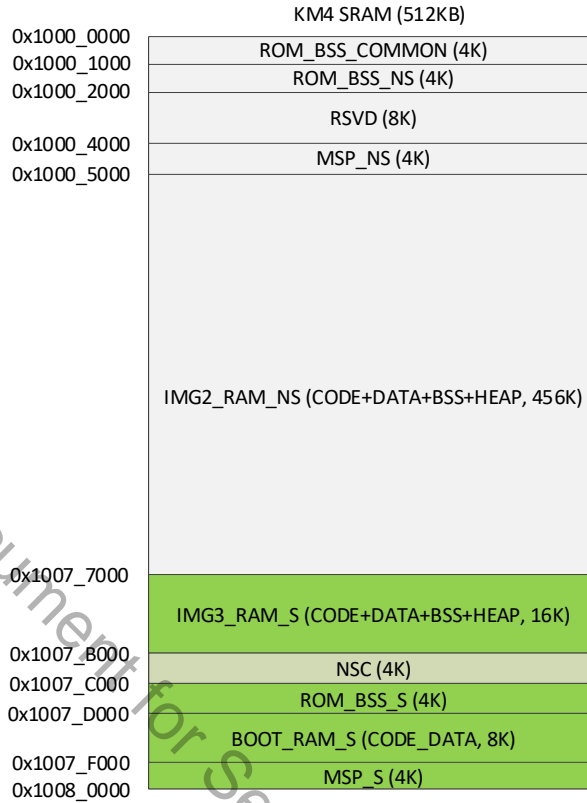 KM4 SRAM (512KB)
0x1000_0000
ROM_BSS_COMMON (4K)
0x1000_1000
ROM_BSS_NS (4K)
0x1000_2000
RSVD (8K)
0x1000_4000
MSP_NS (4K)
0x1000_5000
IMG2_RAM_NS (CODE+DATA+BSS+HEAP, 456K)
0x1007_7000
IMG3_RAM_S (CODE+DATA+BSS+HEAP, 16K)
0x1007_B000
NSC (4K)
0x1007_C000
ROM_BSS_S (4K)
0x1007_D000
BOOT_RAM_S (CODE_DATA, 8K)
0x1007_F000
MSP_S (4K)
0x1008_0000
for